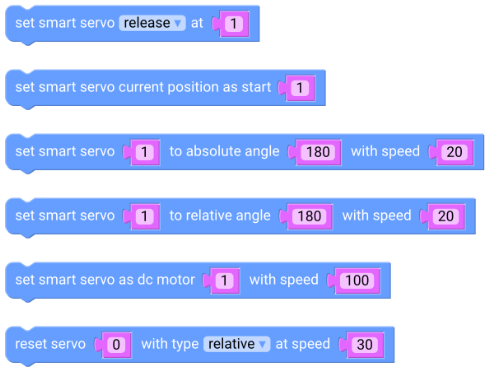 set smart servo release ▾ at 1
set smart servo current position as start 1
set smart servo 1 to absolute angle 180 with speed 20
set smart servo 1 to relative angle 180 with speed 20
set smart servo as dc motor 1 with speed 100
reset servo 0 with type relative ▾ at speed 30